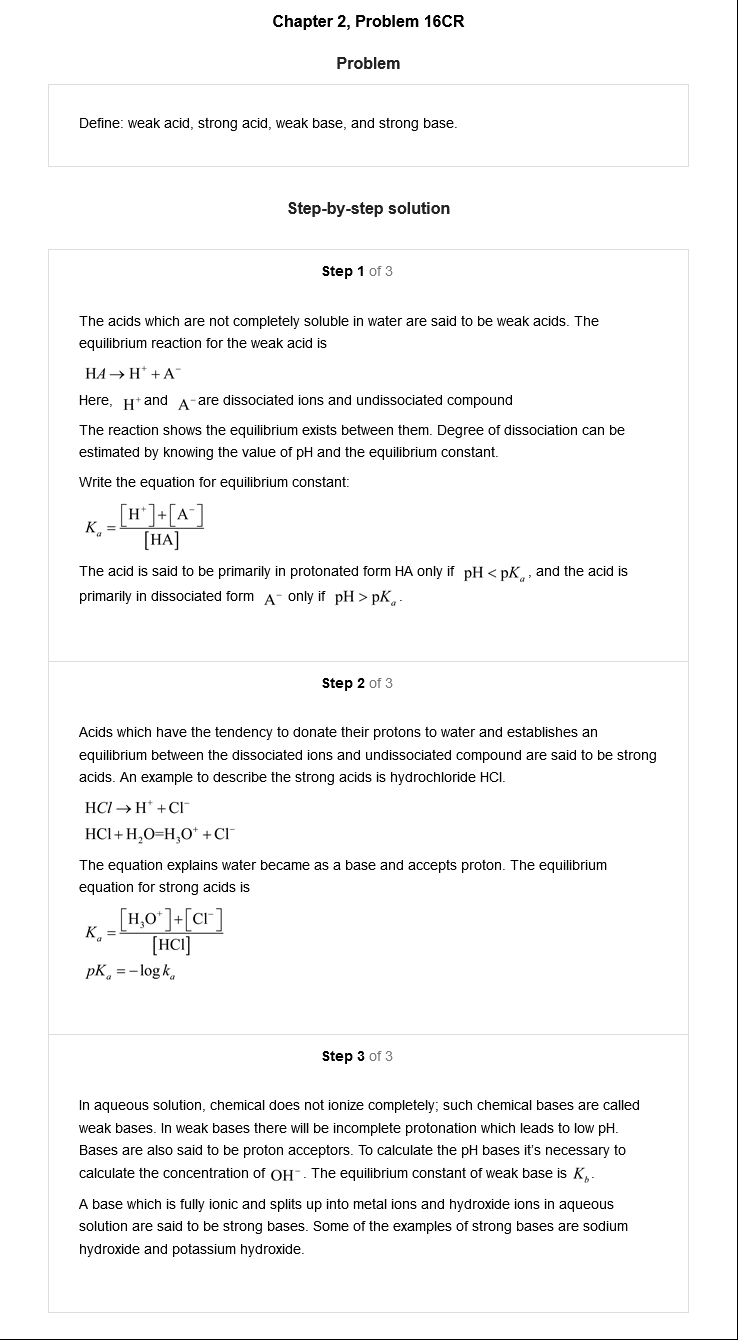 Chapter 2, Problem 16CR
Problem
Define: weak acid, strong acid, weak base, and strong base.
Step-by-step solution
Step 1 of 3
The acids which are not completely soluble in water are said to be weak acids. The
equilibrium reaction for the weak acid is
HA → H⁺ + A⁻
Here, H⁺ and A⁻ are dissociated ions and undissociated compound
The reaction shows the equilibrium exists between them. Degree of dissociation can be
estimated by knowing the value of pH and the equilibrium constant.
Write the equation for equilibrium constant:
Kₐ = [H⁺]+[A⁻] / [HA]
The acid is said to be primarily in protonated form HA only if pH < pKₐ, and the acid is
primarily in dissociated form A⁻ only if pH > pKₐ.
Step 2 of 3
Acids which have the tendency to donate their protons to water and establishes an
equilibrium between the dissociated ions and undissociated compound are said to be strong
acids. An example to describe the strong acids is hydrochloride HCl.
HCl → H⁺ + Cl⁻
HCl + H₂O=H₃O⁺ + Cl⁻
The equation explains water became as a base and accepts proton. The equilibrium
equation for strong acids is
Kₐ = [H₃O⁺]+[Cl⁻] / [HCl]
pKₐ = −log kₐ
Step 3 of 3
In aqueous solution, chemical does not ionize completely; such chemical bases are called
weak bases. In weak bases there will be incomplete protonation which leads to low pH.
Bases are also said to be proton acceptors. To calculate the pH bases it's necessary to
calculate the concentration of OH⁻. The equilibrium constant of weak base is K_b.
A base which is fully ionic and splits up into metal ions and hydroxide ions in aqueous
solution are said to be strong bases. Some of the examples of strong bases are sodium
hydroxide and potassium hydroxide.